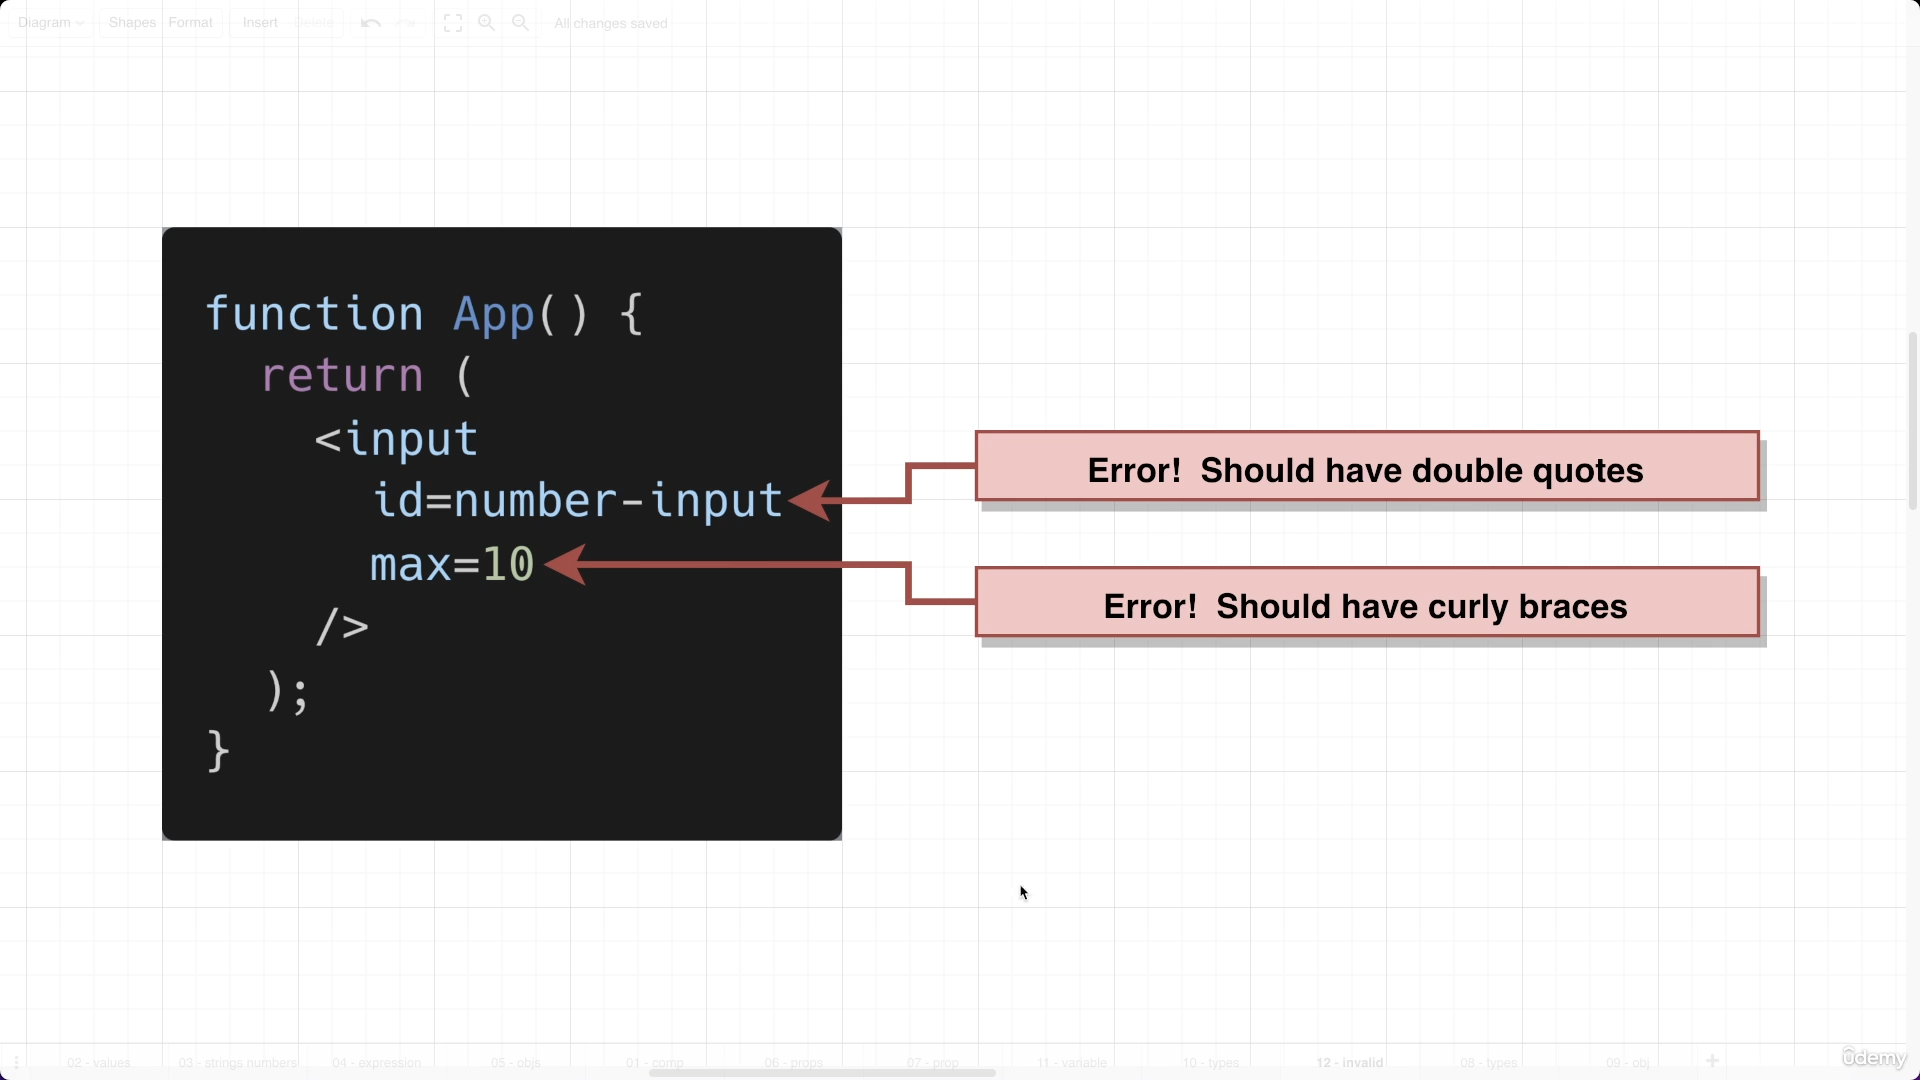 Diagram
Shapes
Format
Insert
Delete
All changes saved
function App() {
return (
<input
id=number-input
max=10
/>
);
}
Error!  Should have double quotes
Error!  Should have curly braces
02 - values
03 - strings numbers
04 - expression
05 - objs
01 - comp
06 - props
07 - prop
11 - variable
10 - types
12 - invalid
08 - types
09 - obj
ûdemy